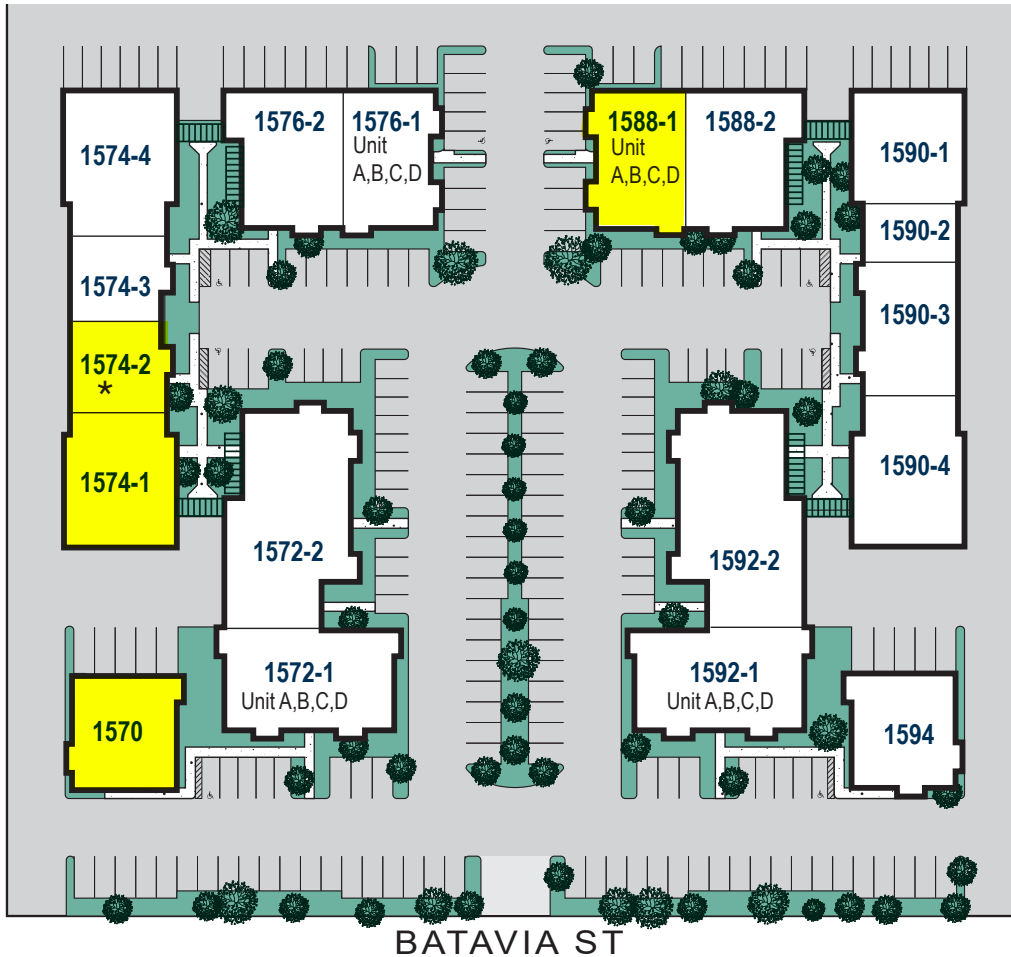 1576-2
1576-1
Unit
A,B,C,D
1588-1
Unit
A,B,C,D
1588-2
1574-4
1590-1
1590-2
1574-3
1590-3
1574-2
*
1574-1
1590-4
1572-2
1592-2
1572-1
Unit A,B,C,D
1592-1
Unit A,B,C,D
1570
1594
BATAVIA ST